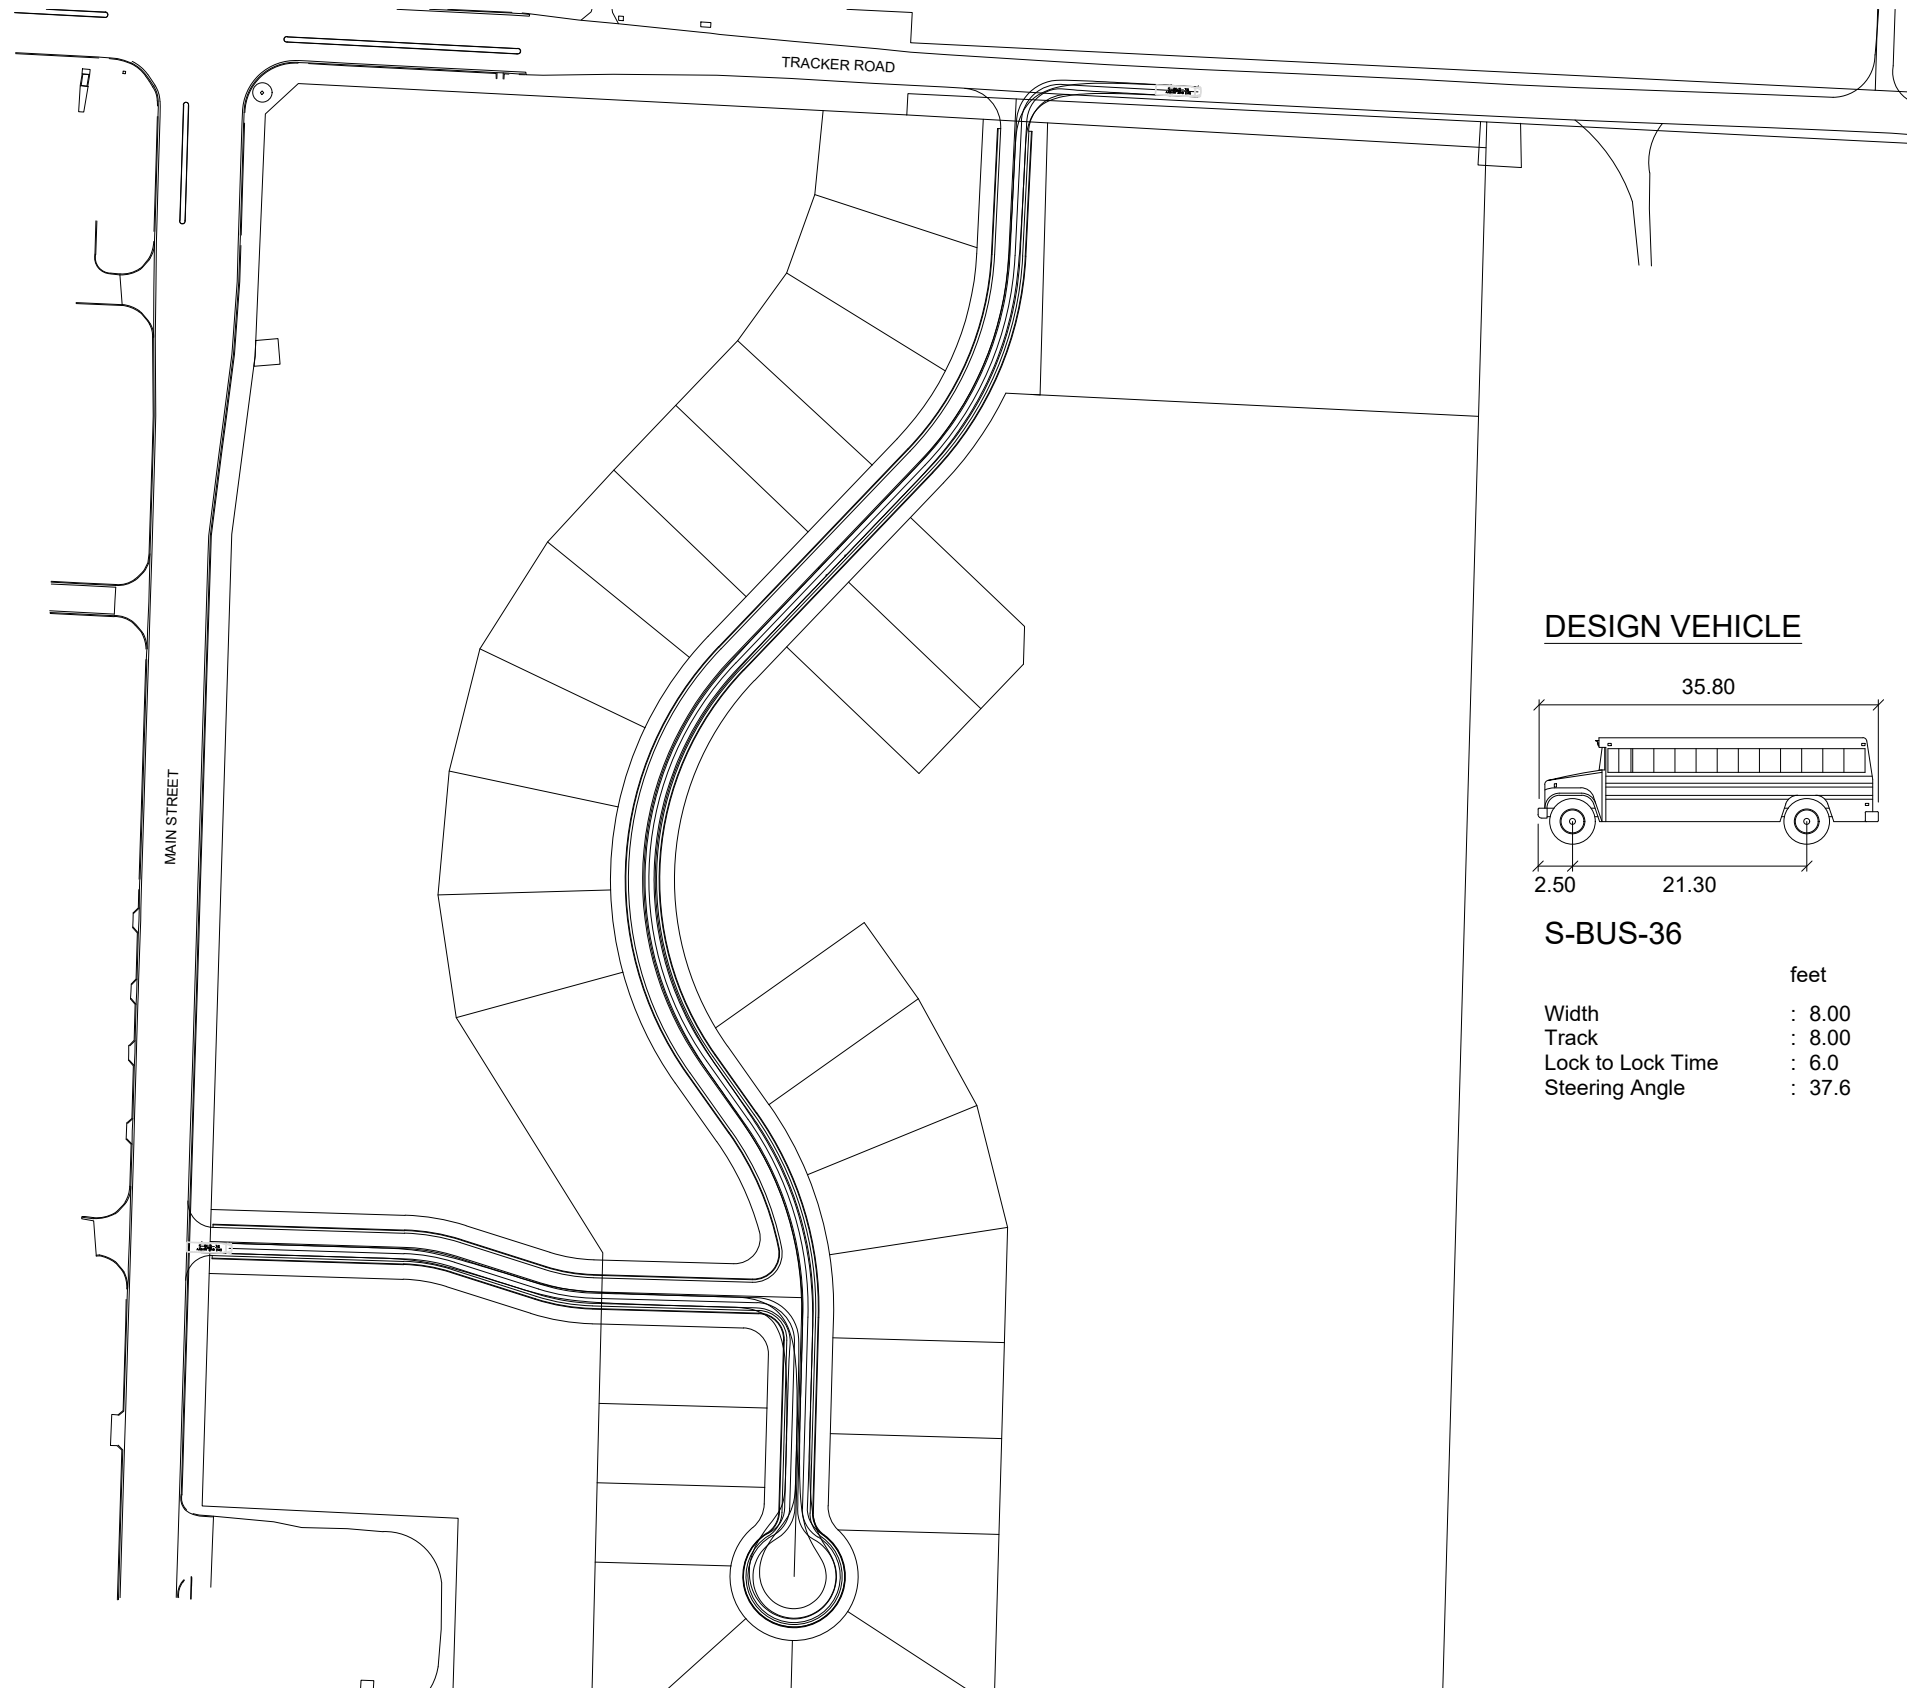 TRACKER ROAD
MAIN STREET
DESIGN VEHICLE
35.80
2.50 21.30
S-BUS-36
feet
Width : 8.00
Track : 8.00
Lock to Lock Time : 6.0
Steering Angle : 37.6